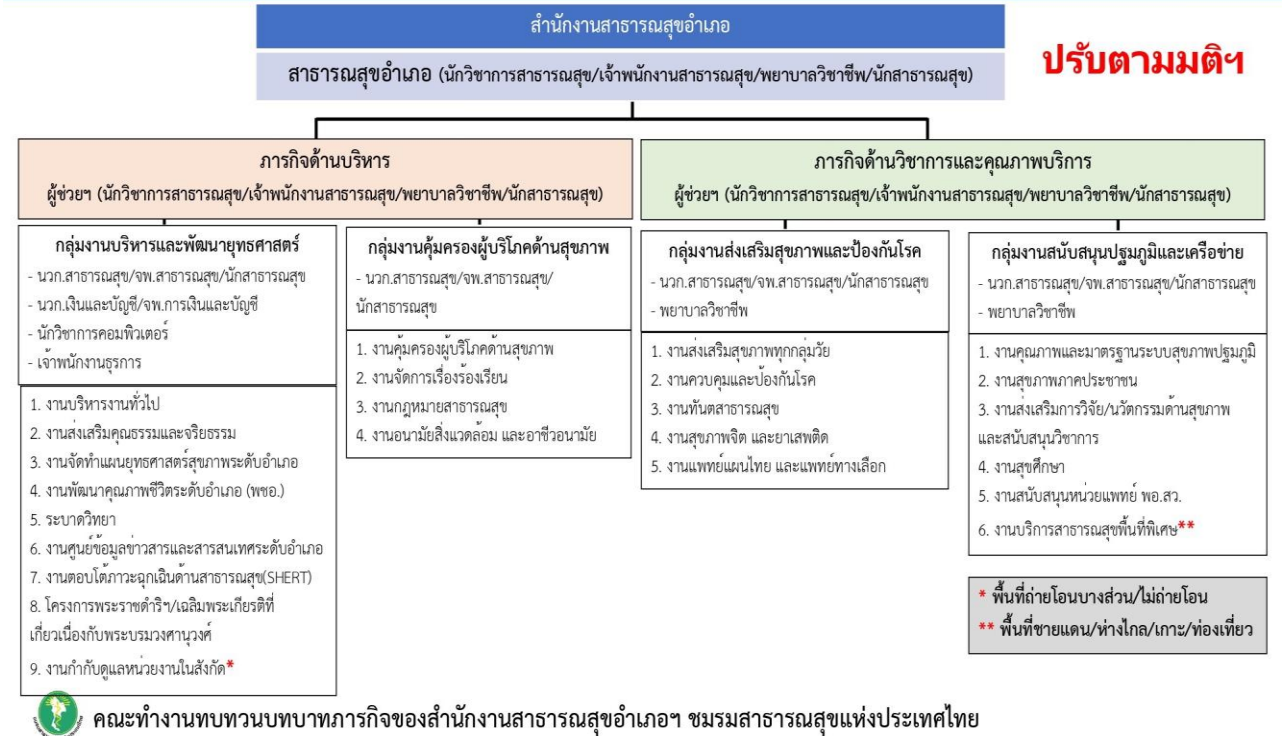 สำนักงานสาธารณสุขอำเภอ
สาธารณสุขอำเภอ (นักวิชาการสาธารณสุข/เจ้าพนักงานสาธารณสุข/พยาบาลวิชาชีพ/นักสาธารณสุข)
ปรับตามมติฯ
ภารกิจด้านบริหาร
ผู้ช่วยฯ (นักวิชาการสาธารณสุข/เจ้าพนักงานสาธารณสุข/พยาบาลวิชาชีพ/นักสาธารณสุข)
กลุ่มงานบริหารและพัฒนายุทธศาสตร์
- นวก.สาธารณสุข/จพ.สาธารณสุข/นักสาธารณสุข
- นวก.เงินและบัญชี/จพ.การเงินและบัญชี
- นักวิชาการคอมพิวเตอร์
- เจ้าพนักงานธุรการ
1. งานบริหารงานทั่วไป
2. งานส่งเสริมคุณธรรมและจริยธรรม
3. งานจัดทำแผนยุทธศาสตร์สุขภาพระดับอำเภอ
4. งานพัฒนาคุณภาพชีวิตระดับอำเภอ (พชอ.)
5. ระบาดวิทยา
6. งานศูนย์ข้อมูลข่าวสารและสารสนเทศระดับอำเภอ
7. งานตอบโต้ภาวะฉุกเฉินด้านสาธารณสุข(SHERT)
8. โครงการพระราชดำริฯ/เฉลิมพระเกียรติที่
เกี่ยวเนื่องกับพระบรมวงศานุวงศ์
9. งานกำกับดูแลหน่วยงานในสังกัด*
กลุ่มงานคุ้มครองผู้บริโภคด้านสุขภาพ
- นวก.สาธารณสุข/จพ.สาธารณสุข/
นักสาธารณสุข
1. งานคุ้มครองผู้บริโภคด้านสุขภาพ
2. งานจัดการเรื่องร้องเรียน
3. งานกฎหมายสาธารณสุข
4. งานอนามัยสิ่งแวดล้อม และอาชีวอนามัย
ภารกิจด้านวิชาการและคุณภาพบริการ
ผู้ช่วยฯ (นักวิชาการสาธารณสุข/เจ้าพนักงานสาธารณสุข/พยาบาลวิชาชีพ/นักสาธารณสุข)
กลุ่มงานส่งเสริมสุขภาพและป้องกันโรค
- นวก.สาธารณสุข/จพ.สาธารณสุข/นักสาธารณสุข
- พยาบาลวิชาชีพ
1. งานส่งเสริมสุขภาพทุกกลุ่มวัย
2. งานควบคุมและป้องกันโรค
3. งานทันตสาธารณสุข
4. งานสุขภาพจิต และยาเสพติด
5. งานแพทย์แผนไทย และแพทย์ทางเลือก
กลุ่มงานสนับสนุนปฐมภูมิและเครือข่าย
- นวก.สาธารณสุข/จพ.สาธารณสุข/นักสาธารณสุข
- พยาบาลวิชาชีพ
1. งานคุณภาพและมาตรฐานระบบสุขภาพปฐมภูมิ
2. งานสุขภาพภาคประชาชน
3. งานส่งเสริมการวิจัย/นวัตกรรมด้านสุขภาพ
และสนับสนุนวิชาการ
4. งานสุขศึกษา
5. งานสนับสนุนหน่วยแพทย์ พอ.สว.
6. งานบริการสาธารณสุขพื้นที่พิเศษ**
* พื้นที่ถ่ายโอนบางส่วน/ไม่ถ่ายโอน
** พื้นที่ชายแดน/ห่างไกล/เกาะ/ท่องเที่ยว
คณะทำงานทบทวนบทบาทภารกิจของสำนักงานสาธารณสุขอำเภอฯ ชมรมสาธารณสุขแห่งประเทศไทย